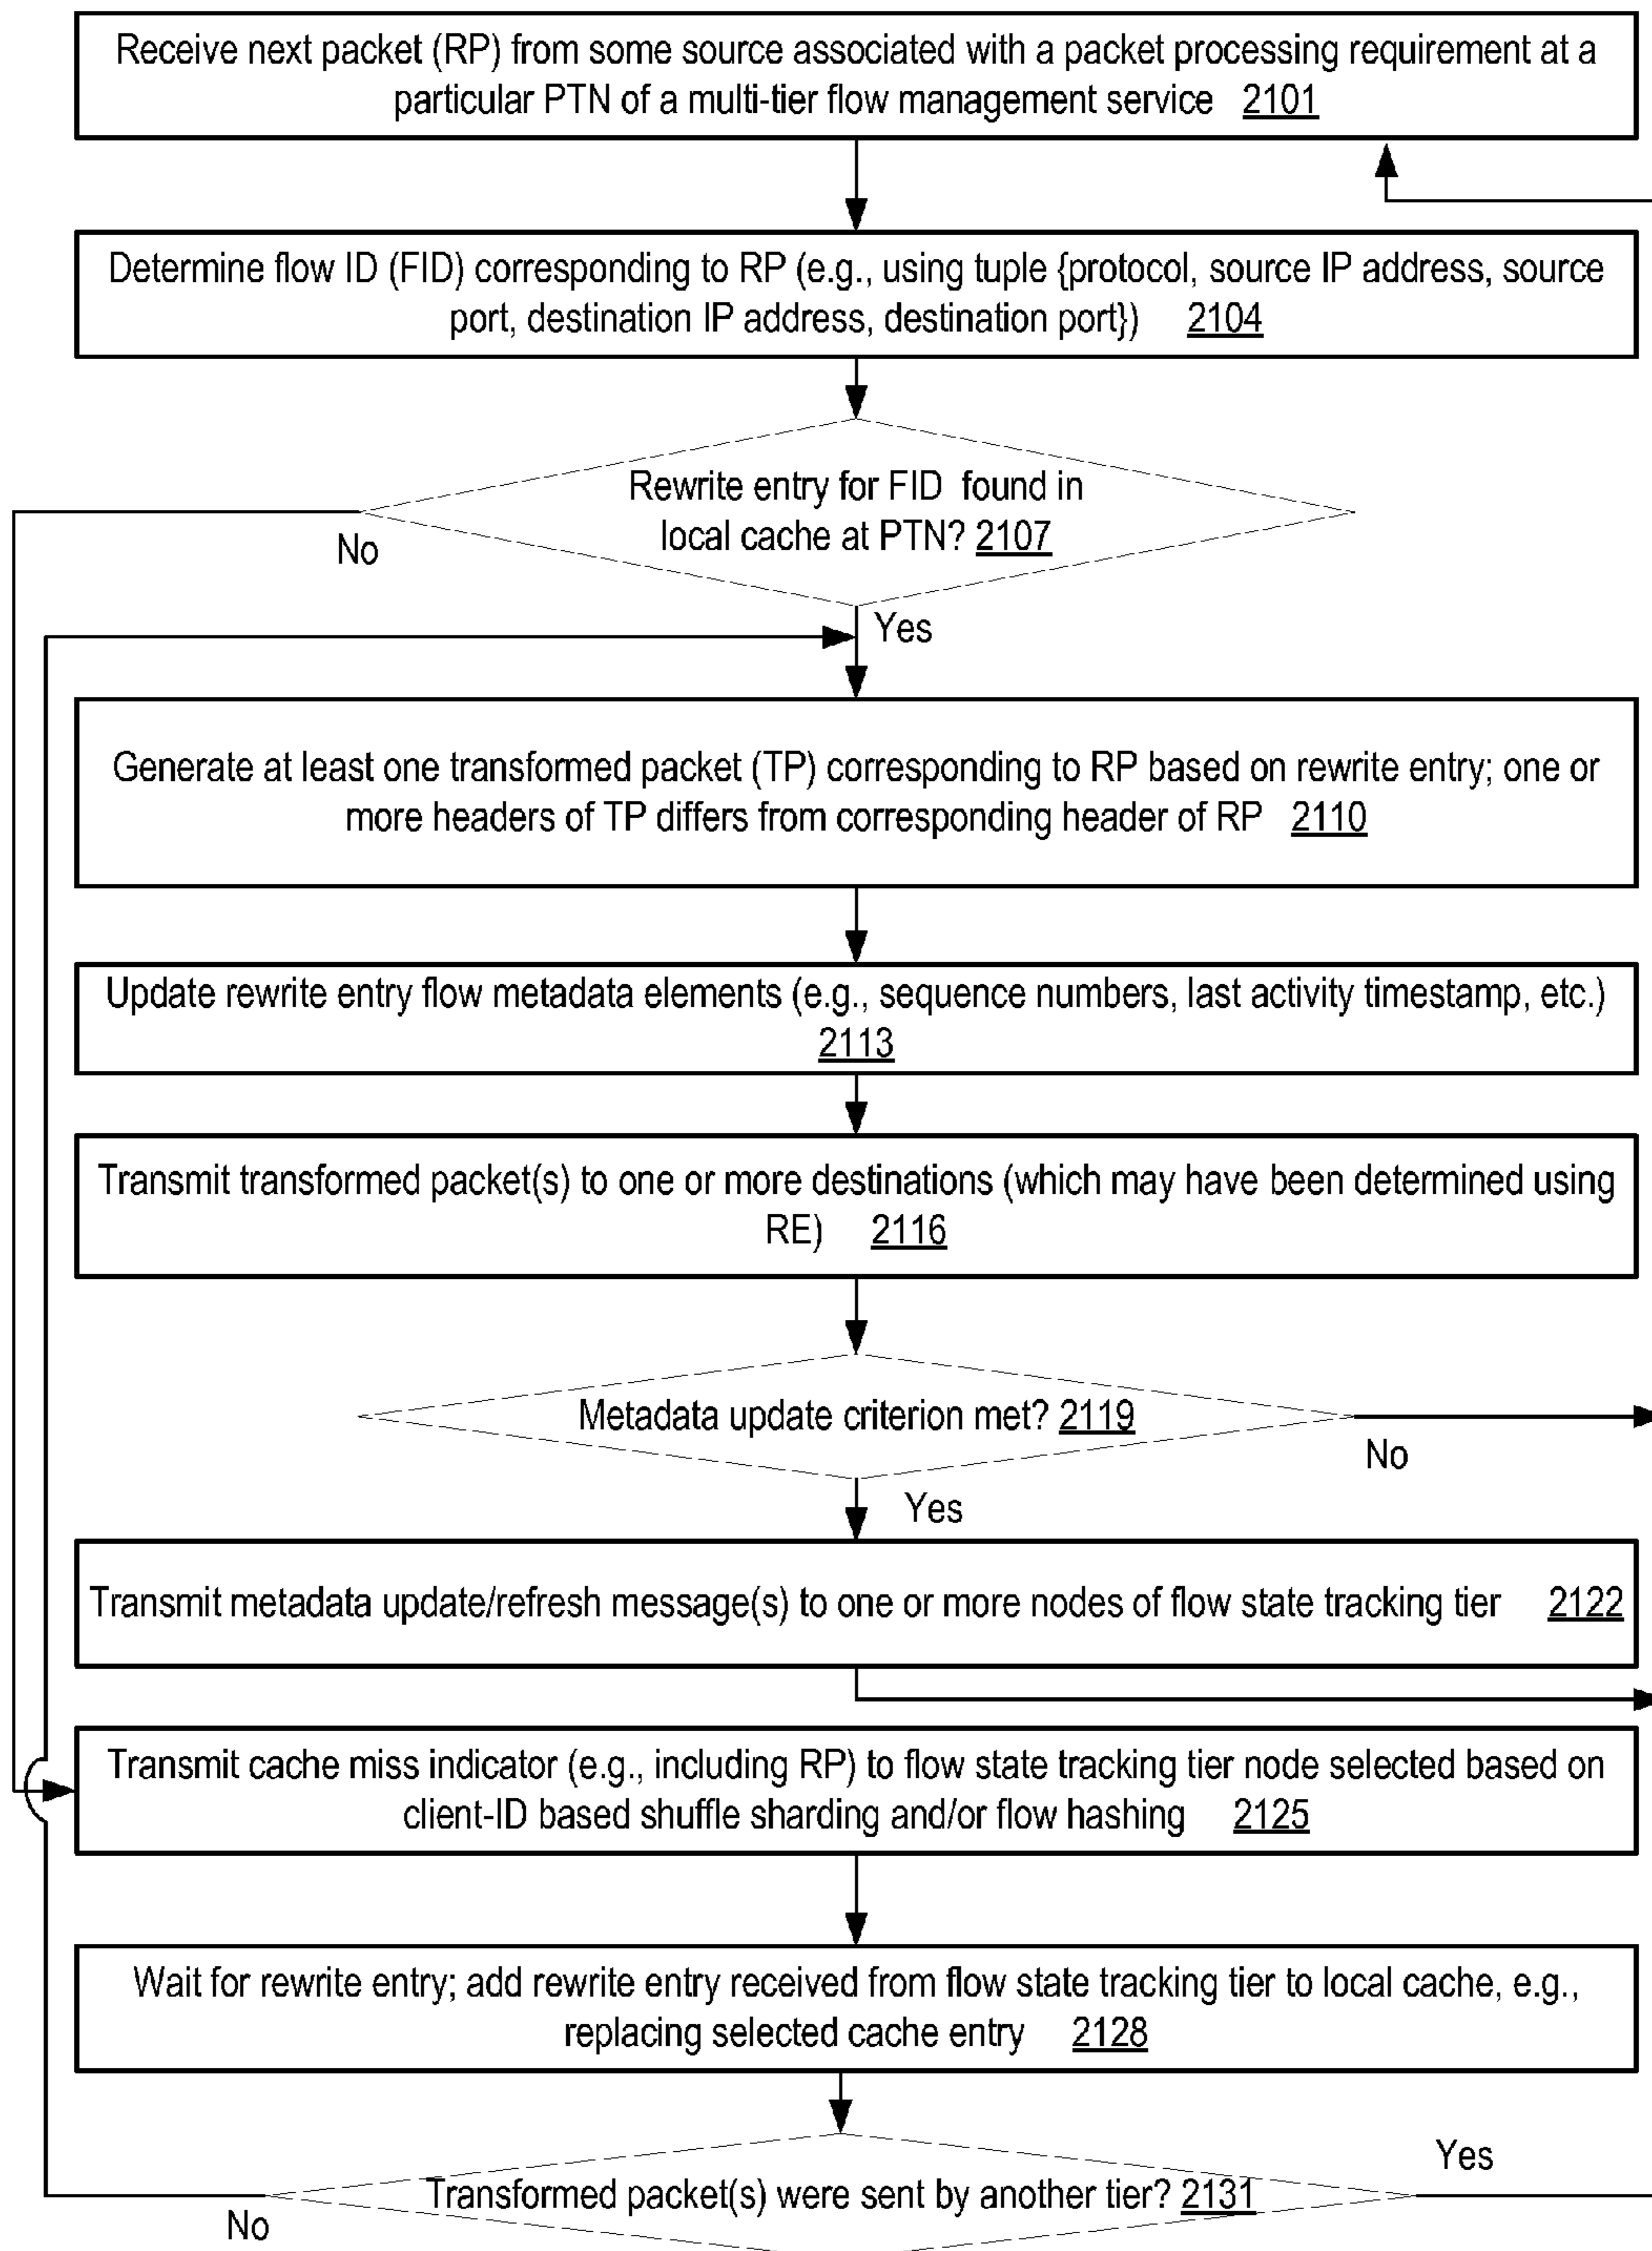 Receive next packet (RP) from some source associated with a packet processing requirement at a
particular PTN of a multi-tier flow management service 2101
Determine flow ID (FID) corresponding to RP (e.g., using tuple {protocol, source IP address, source
port, destination IP address, destination port}) 2104
Rewrite entry for FID found in
local cache at PTN? 2107
No
Yes
Generate at least one transformed packet (TP) corresponding to RP based on rewrite entry; one or
more headers of TP differs from corresponding header of RP 2110
Update rewrite entry flow metadata elements (e.g., sequence numbers, last activity timestamp, etc.)
2113
Transmit transformed packet(s) to one or more destinations (which may have been determined using
RE) 2116
Metadata update criterion met? 2119
No
Yes
Transmit metadata update/refresh message(s) to one or more nodes of flow state tracking tier 2122
Transmit cache miss indicator (e.g., including RP) to flow state tracking tier node selected based on
client-ID based shuffle sharding and/or flow hashing 2125
Wait for rewrite entry; add rewrite entry received from flow state tracking tier to local cache, e.g.,
replacing selected cache entry 2128
Yes
Transformed packet(s) were sent by another tier? 2131
No